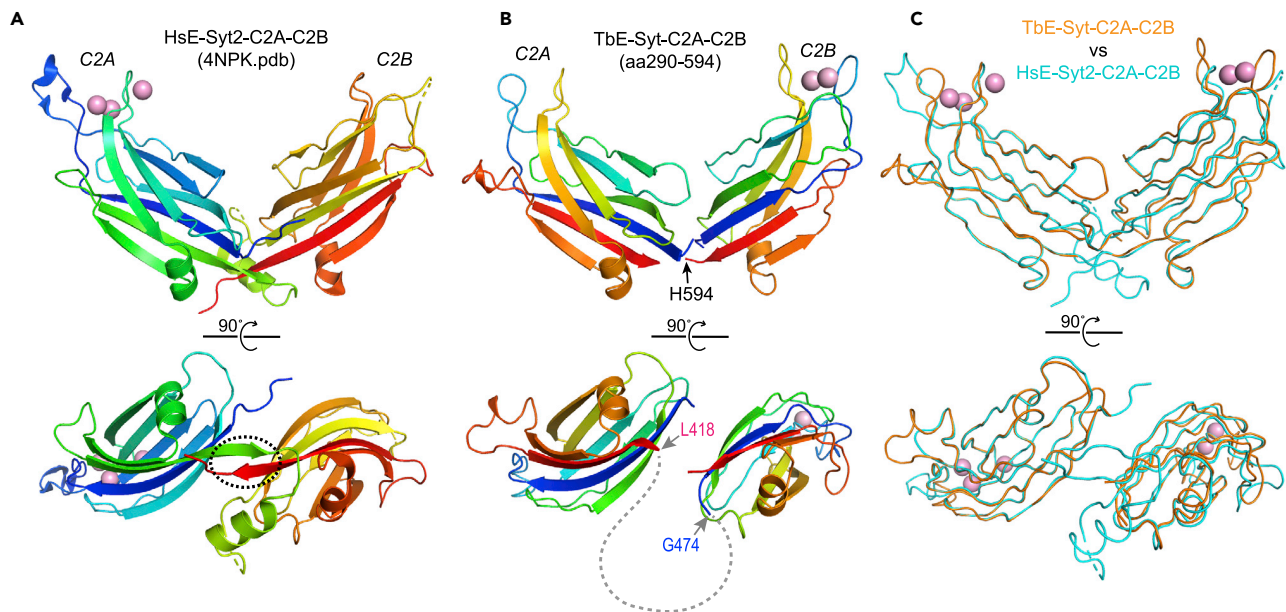 A
HsE-Syt2-C2A-C2B
(4NPK.pdb)
C2A
C2B
90°
B
TbE-Syt-C2A-C2B
(aa290-594)
C2A
C2B
H594
90°
L418
G474
C
TbE-Syt-C2A-C2B
vs
HsE-Syt2-C2A-C2B
90°